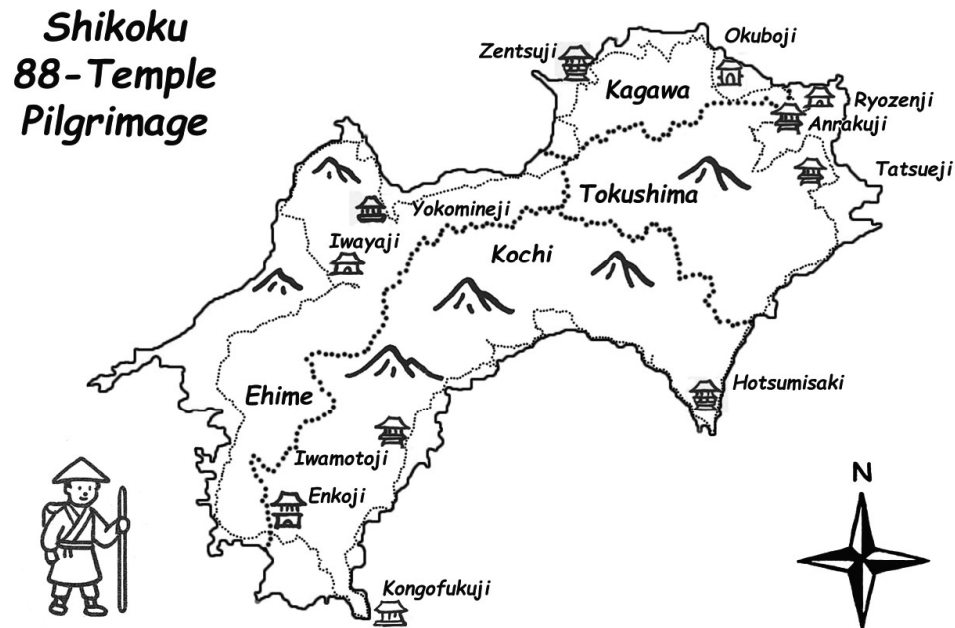 Shikoku
88-Temple
Pilgrimage
Zentsuji
Okuboji
Kagawa
Ryozenji
Anrakuji
Tatsueji
Tokushima
Yokomineji
Iwayaji
Kochi
Hotsumisaki
Ehime
Iwamotoji
Enkoji
Kongofukuji
N